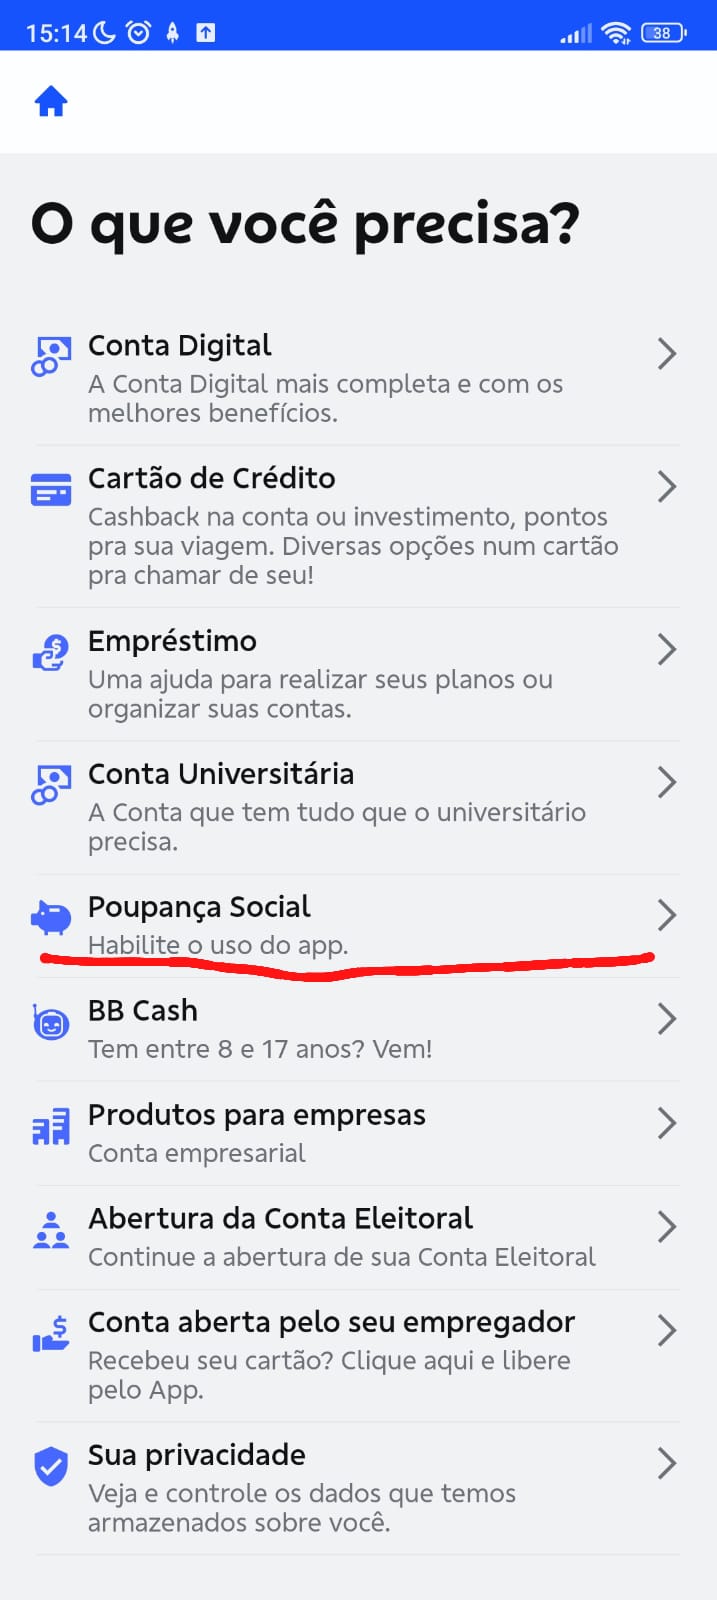 15:14
38
O que você precisa?
Conta Digital
A Conta Digital mais completa e com os
melhores benefícios.
Cartão de Crédito
Cashback na conta ou investimento, pontos
pra sua viagem. Diversas opções num cartão
pra chamar de seu!
Empréstimo
Uma ajuda para realizar seus planos ou
organizar suas contas.
Conta Universitária
A Conta que tem tudo que o universitário
precisa.
Poupança Social
Habilite o uso do app.
BB Cash
Tem entre 8 e 17 anos? Vem!
Produtos para empresas
Conta empresarial
Abertura da Conta Eleitoral
Continue a abertura de sua Conta Eleitoral
Conta aberta pelo seu empregador
Recebeu seu cartão? Clique aqui e libere
pelo App.
Sua privacidade
Veja e controle os dados que temos
armazenados sobre você.